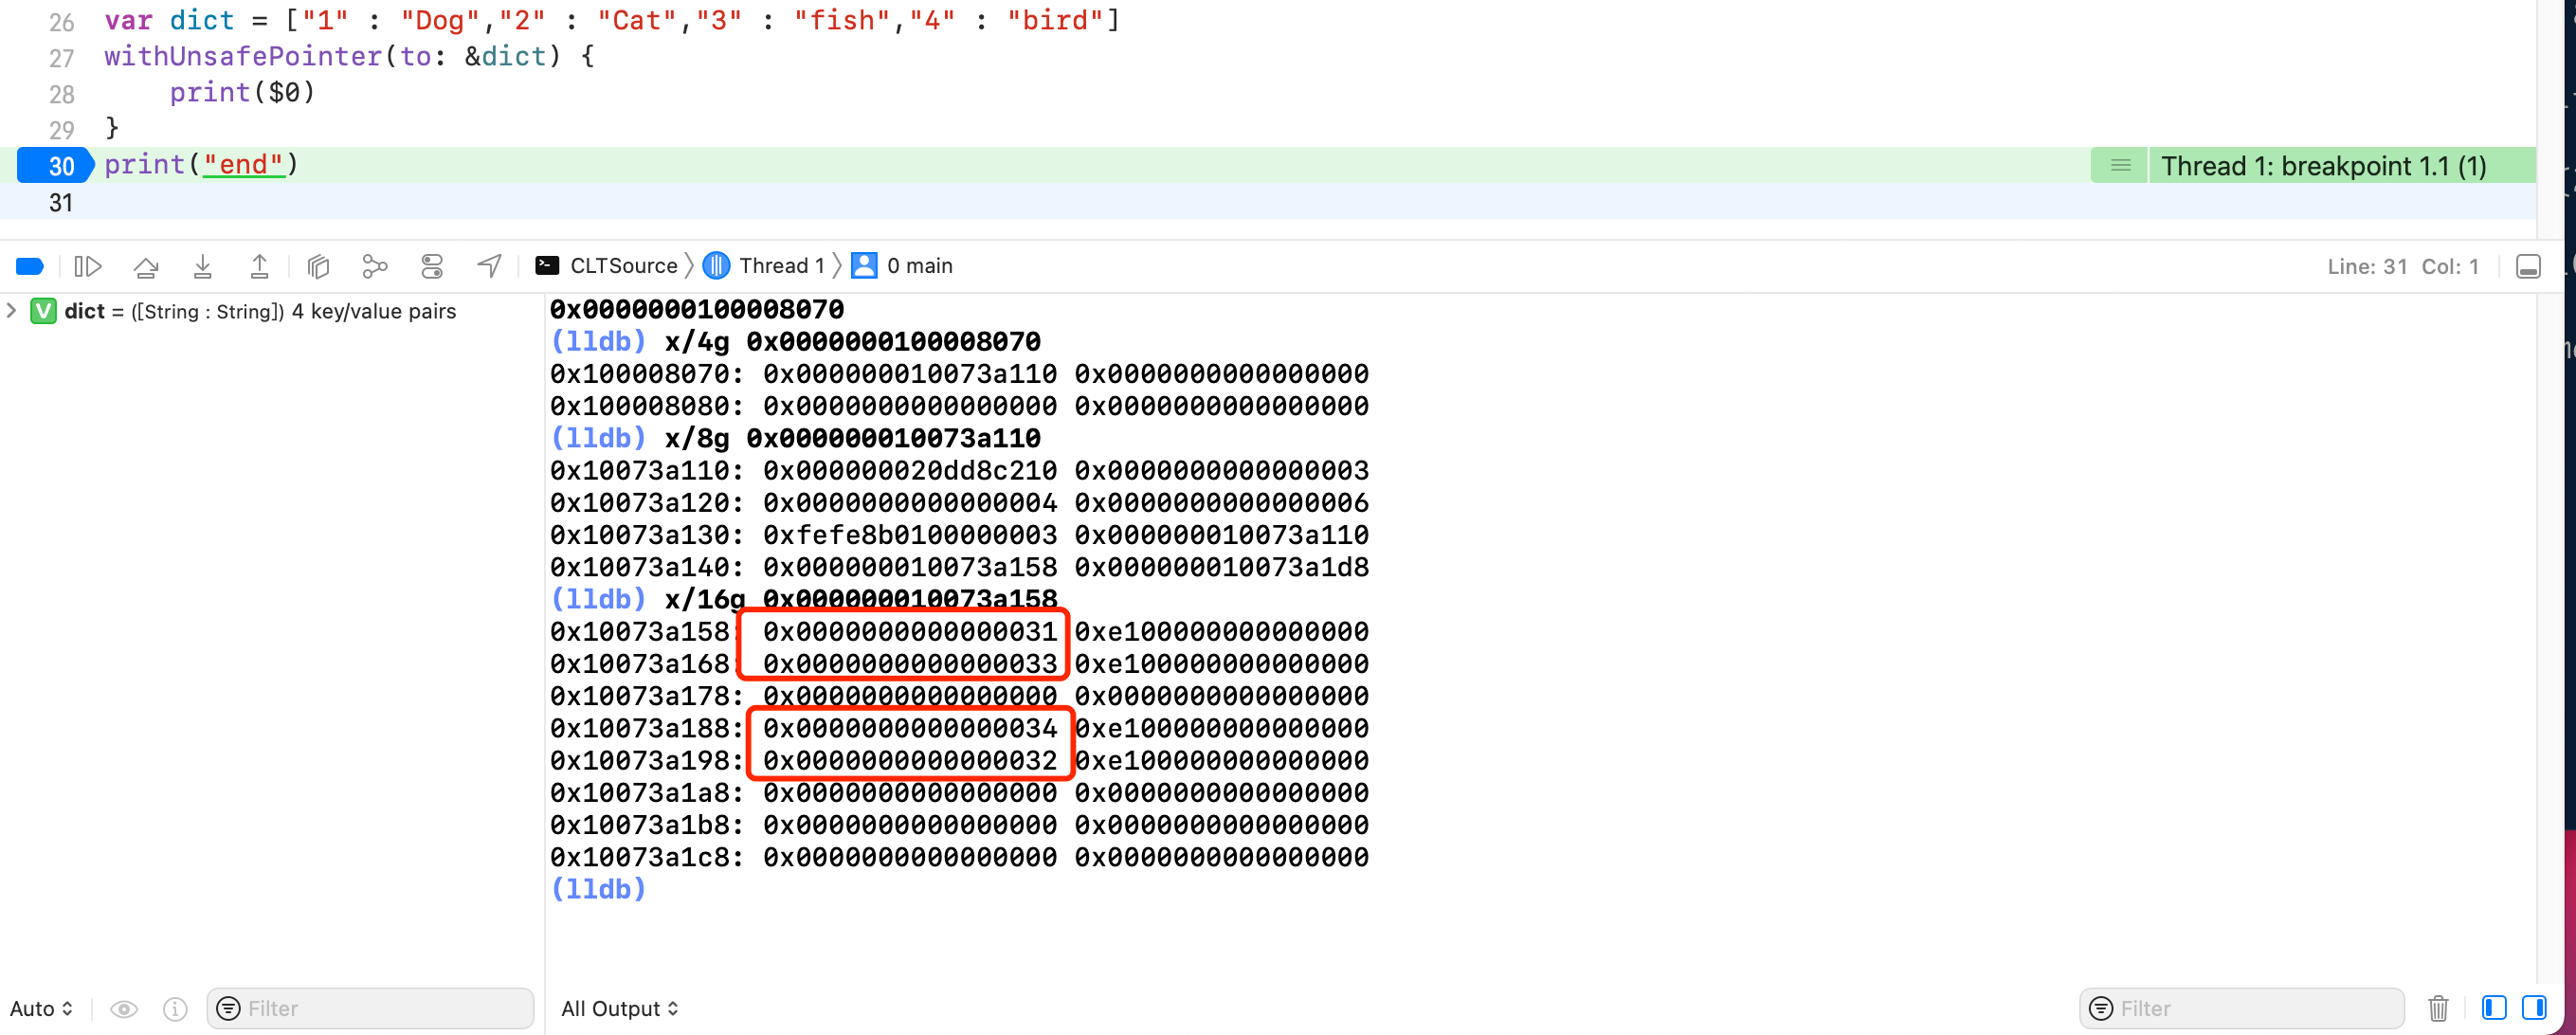 26 var dict = ["1" : "Dog","2" : "Cat","3" : "fish","4" : "bird"]
27 withUnsafePointer(to: &dict) {
28 print($0)
29 }
30 print("end") Thread 1: breakpoint 1.1 (1)
31
CLTSource Thread 1 0 main Line: 31 Col: 1
V dict = ([String : String]) 4 key/value pairs
0x0000000100008070
(lldb) x/4g 0x0000000100008070
0x100008070: 0x000000010073a110 0x0000000000000000
0x100008080: 0x0000000000000000 0x0000000000000000
(lldb) x/8g 0x000000010073a110
0x10073a110: 0x000000020dd8c210 0x0000000000000003
0x10073a120: 0x0000000000000004 0x0000000000000006
0x10073a130: 0xfefe8b0100000003 0x000000010073a110
0x10073a140: 0x000000010073a158 0x000000010073a1d8
(lldb) x/16g 0x000000010073a158
0x10073a158: 0x0000000000000031 0xe100000000000000
0x10073a168: 0x0000000000000033 0xe100000000000000
0x10073a178: 0x0000000000000000 0x0000000000000000
0x10073a188: 0x0000000000000034 0xe100000000000000
0x10073a198: 0x0000000000000032 0xe100000000000000
0x10073a1a8: 0x0000000000000000 0x0000000000000000
0x10073a1b8: 0x0000000000000000 0x0000000000000000
0x10073a1c8: 0x0000000000000000 0x0000000000000000
(lldb)
Auto Filter All Output Filter